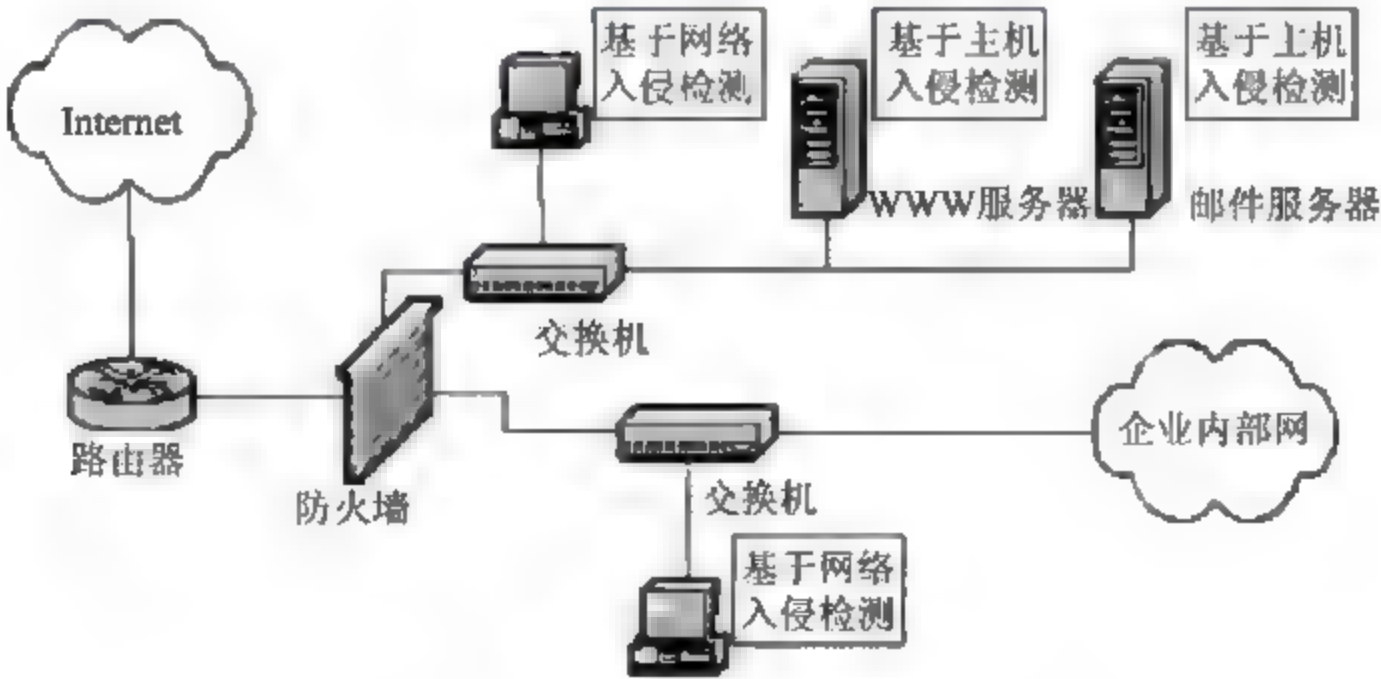 基于网络
入侵检测
基于主机
入侵检测
基于主机
入侵检测
Internet
WWW服务器
邮件服务器
交换机
路由器
防火墙
企业内部网
交换机
基于网络
入侵检测